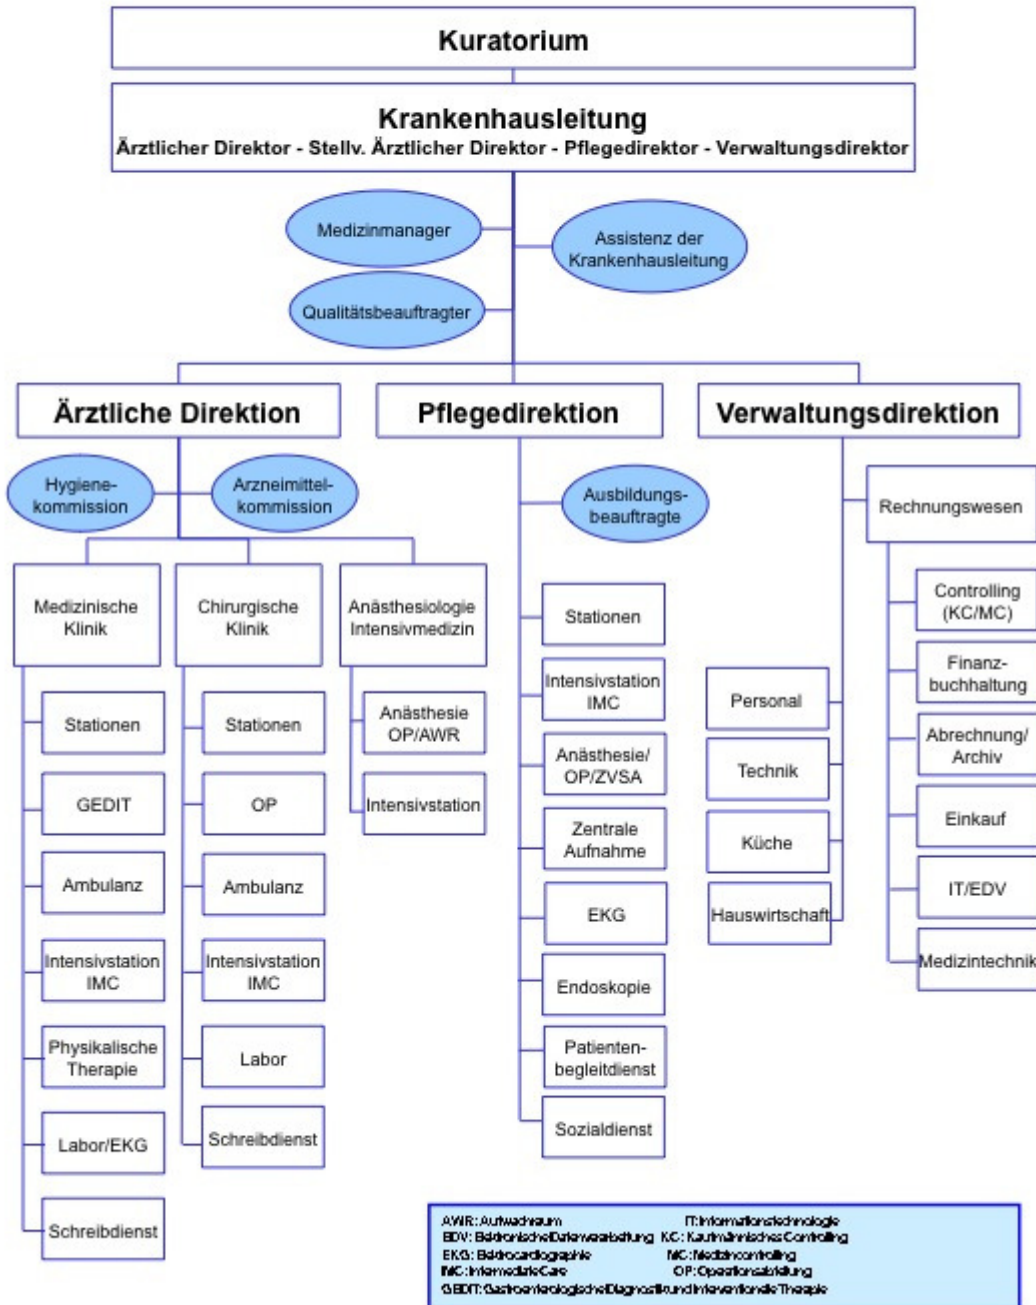 Kuratorium
Krankenhausleitung
Ärztlicher Direktor - Stellv. Ärztlicher Direktor - Pflegedirektor - Verwaltungsdirektor
Medizinmanager
Assistenz der
Krankenhausleitung
Qualitätsbeauftragter
Ärztliche Direktion
Pflegedirektion
Verwaltungsdirektion
Hygiene-
kommission
Arzneimittel-
kommission
Ausbildungs-
beauftragte
Rechnungswesen
Medizinische
Klinik
Stationen
GEDIT
Ambulanz
Intensivstation
IMC
Physikalische
Therapie
Labor/EKG
Schreibdienst
Chirurgische
Klinik
Stationen
OP
Ambulanz
Intensivstation
IMC
Labor
Schreibdienst
Anästhesiologie
Intensivmedizin
Anästhesie
OP/AWR
Intensivstation
Stationen
Intensivstation
IMC
Anästhesie/
OP/ZVSA
Zentrale
Aufnahme
EKG
Endoskopie
Patienten-
begleitdienst
Sozialdienst
Personal
Technik
Küche
Hauswirtschaft
Controlling
(KC/MC)
Finanz-
buchhaltung
Abrechnung/
Archiv
Einkauf
IT/EDV
Medizintechnik
AWR: Aufwachraum IT: Informationstechnologie
EDV: Elektronische Datenverarbeitung KC: Kaufmännisches Controlling
EKG: Elektrocardiographie MC: Medizincontrolling
IMC: Intermediate Care OP: Operationsabteilung
GEDIT: Gastroenterologische Diagnostik und Interventionelle Therapie